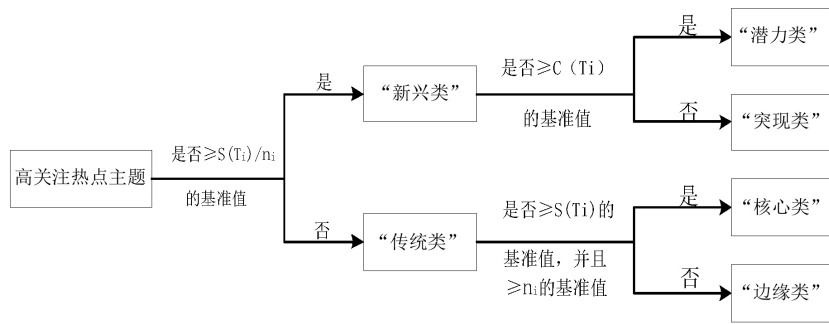 高关注热点主题
是否≥S(Ti)/ni
的基准值
是
否
“新兴类”
“传统类”
是否≥C（Ti）
的基准值
是
否
“潜力类”
“突现类”
是否≥S(Ti)的
基准值，并且
≥ni的基准值
是
否
“核心类”
“边缘类”